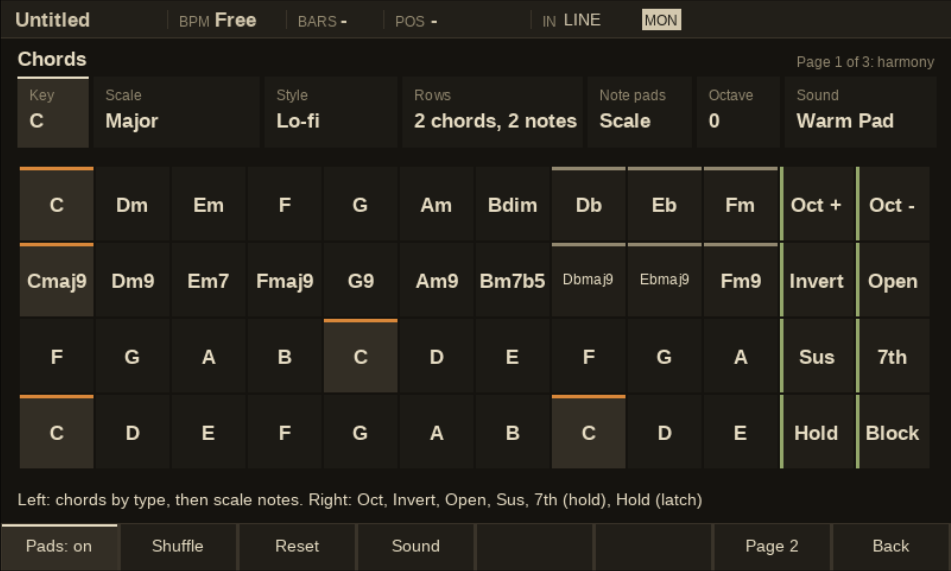 Untitled BPM Free BARS - POS - IN LINE MON
Chords Page 1 of 3: harmony
Key Scale Style Rows Note pads Octave Sound
C Major Lo-fi 2 chords, 2 notes Scale 0 Warm Pad
C Dm Em F G Am Bdim Db Eb Fm Oct + Oct -
Cmaj9 Dm9 Em7 Fmaj9 G9 Am9 Bm7b5 Dbmaj9 Ebmaj9 Fm9 Invert Open
F G A B C D E F G A Sus 7th
C D E F G A B C D E Hold Block
Left: chords by type, then scale notes. Right: Oct, Invert, Open, Sus, 7th (hold), Hold (latch)
Pads: on Shuffle Reset Sound Page 2 Back